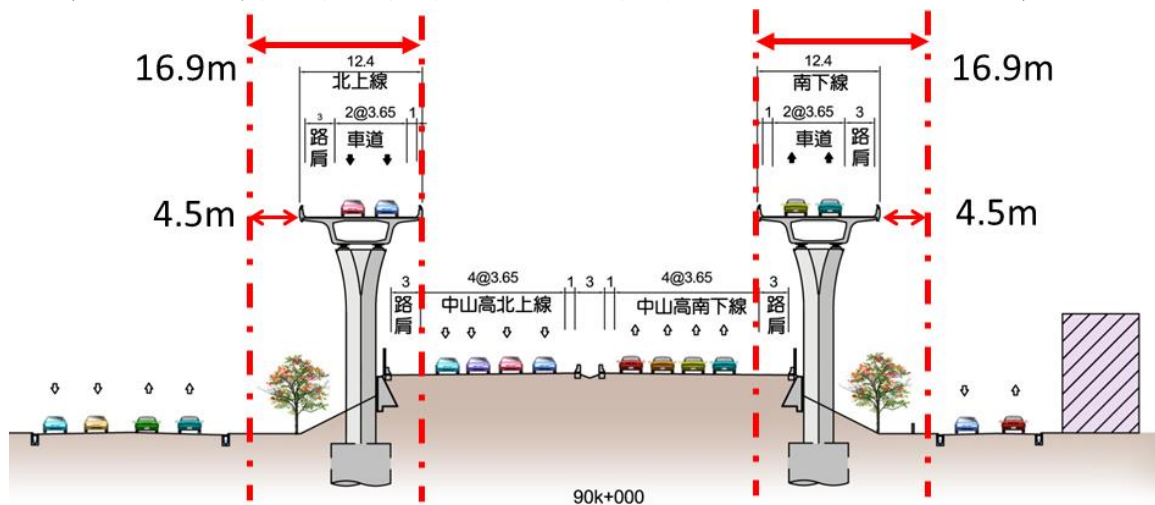 16.9m
12.4
北上線
3
2@3.65
1
路肩
車道
4.5m
12.4
南下線
1
2@3.65
3
車道
路肩
16.9m
4.5m
3
4@3.65
1
3
1
4@3.65
3
路肩
中山高北上線
中山高南下線
路肩
90k+000